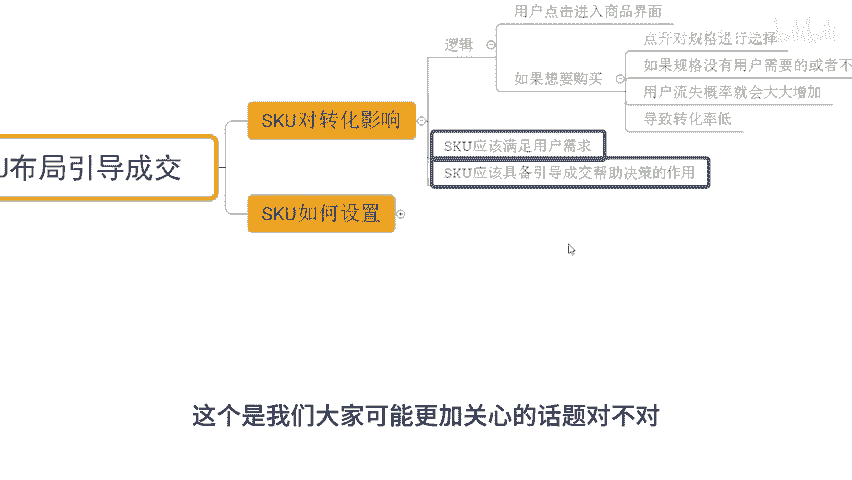 用户点击进入商品界面
逻辑
点开对规格进行选择
如果规格没有用户需要的或者不
如果想要购买
用户流失概率就会大大增加
SKU对转化影响
导致转化率低
SKU应该满足用户需求
U布局引导成交
SKU应该具备引导成交帮助决策的作用
SKU如何设置
这个是我们大家可能更加关心的话题对不对